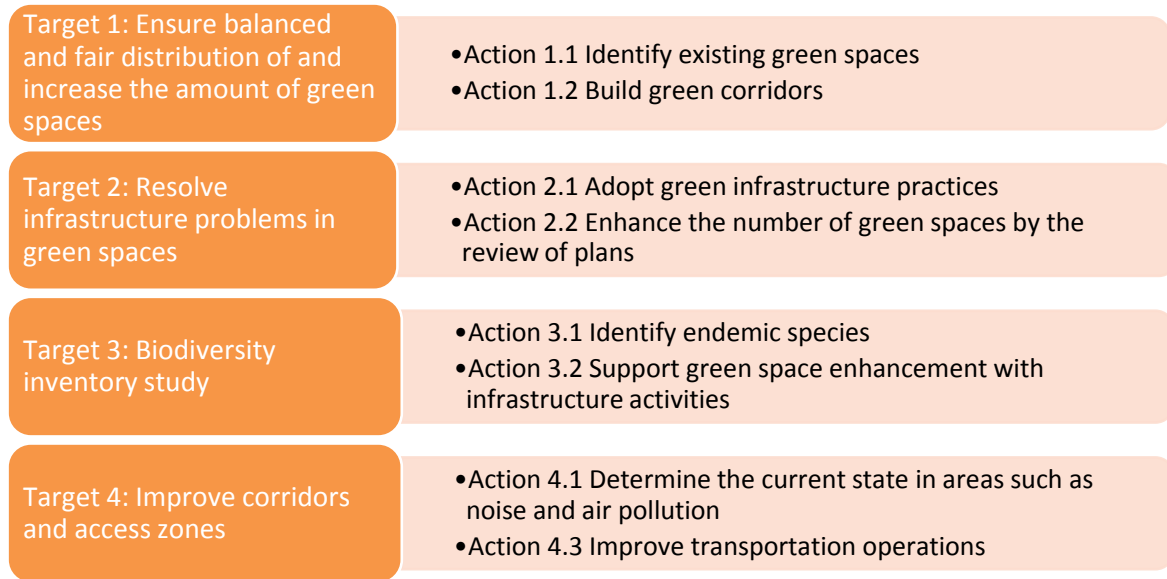 Target 1: Ensure balanced
and fair distribution of and
increase the amount of green
spaces
•Action 1.1 Identify existing green spaces
•Action 1.2 Build green corridors
Target 2: Resolve
infrastructure problems in
green spaces
•Action 2.1 Adopt green infrastructure practices
•Action 2.2 Enhance the number of green spaces by the
review of plans
Target 3: Biodiversity
inventory study
•Action 3.1 Identify endemic species
•Action 3.2 Support green space enhancement with
infrastructure activities
Target 4: Improve corridors
and access zones
•Action 4.1 Determine the current state in areas such as
noise and air pollution
•Action 4.3 Improve transportation operations